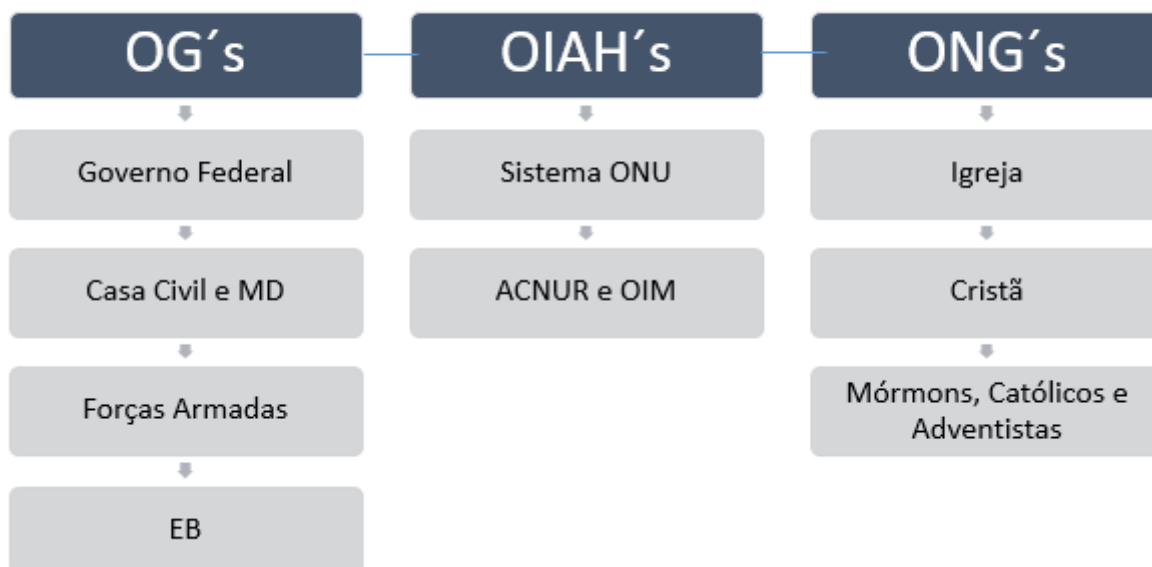 OG´s
OIAH´s
ONG´s
Governo Federal
Sistema ONU
Igreja
Casa Civil e MD
ACNUR e OIM
Cristã
Forças Armadas
Mórmons, Católicos e
Adventistas
EB